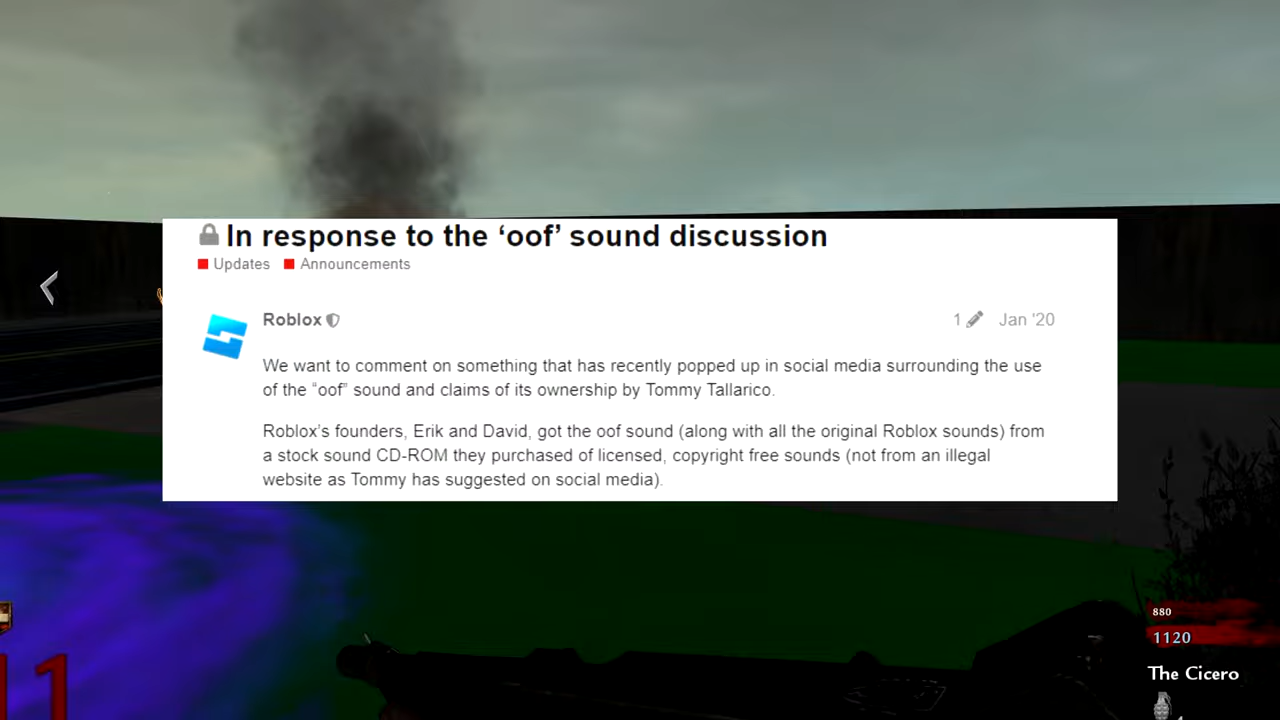 In response to the ‘oof’ sound discussion
Updates Announcements
Roblox 1 Jan '20
We want to comment on something that has recently popped up in social media surrounding the use
of the “oof” sound and claims of its ownership by Tommy Tallarico.
Roblox’s founders, Erik and David, got the oof sound (along with all the original Roblox sounds) from
a stock sound CD-ROM they purchased of licensed, copyright free sounds (not from an illegal
website as Tommy has suggested on social media).
11
880
1120
The Cicero